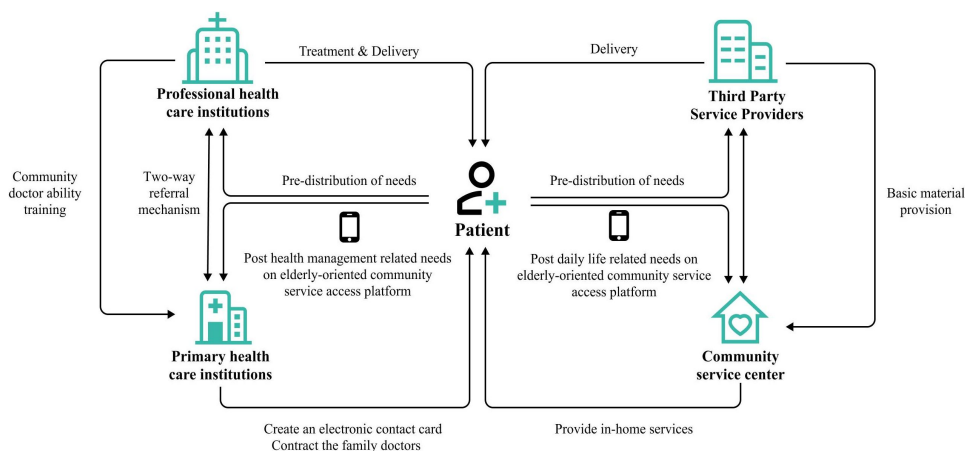 Treatment & Delivery
Delivery
Professional health
care institutions
Third Party
Service Providers
Community
doctor ability
training
Two-way
referral
mechanism
Pre-distribution of needs
Pre-distribution of needs
Basic material
provision
Patient
Post health management related needs
on elderly-oriented community
service access platform
Post daily life related needs on
elderly-oriented community service
access platform
Primary health
care institutions
Community
service center
Create an electronic contact card
Contract the family doctors
Provide in-home services